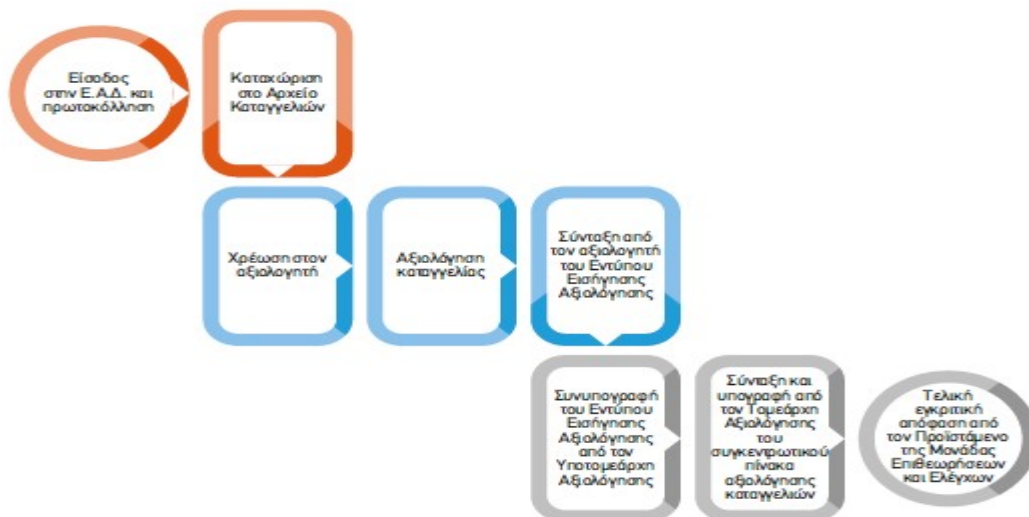 Είσοδος
στην Ε.Α.Δ. και
πρωτοκόλληση
Καταχώριση
στο Αρχείο
Καταγγελιών
Χρέωση στον
αξιολογητή
Αξιολόγηση
καταγγελίας
Σύνταξη από
τον αξιολογητή
του Εντύπου
Εισήγησης
Αξιολόγησης
Συνυπογραφή
του Εντύπου
Εισήγησης
Αξιολόγησης
από τον
Υποτομεάρχη
Αξιολόγησης
Σύνταξη και
υπογραφή από
τον Τομεάρχη
Αξιολόγησης
του
συγκεντρωτικού
πίνακα
αξιολόγησης
καταγγελιών
Τελική
εγκριτική
απόφαση από
τον Προϊστάμενο
της Μονάδας
Επιθεωρήσεων
και Ελέγχων